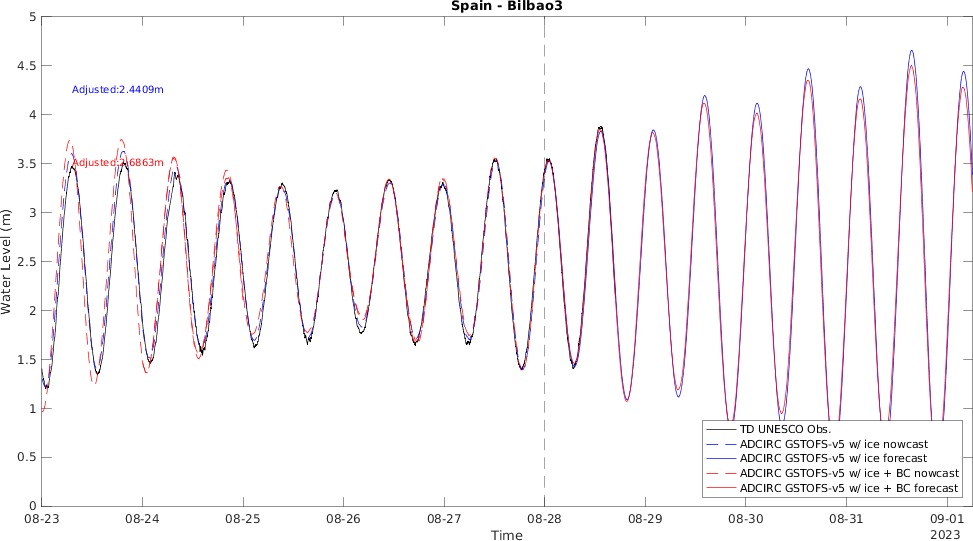 Spain - Bilbao3
5
4.5
4
3.5
3
2.5
2
1.5
1
0.5
0
Water Level (m)
Adjusted:2.4409m
Adjusted:2.6863m
TD UNESCO Obs.
ADCIRC GSTOFS-v5 w/ ice nowcast
ADCIRC GSTOFS-v5 w/ ice forecast
ADCIRC GSTOFS-v5 w/ ice + BC nowcast
ADCIRC GSTOFS-v5 w/ ice + BC forecast
08-23 08-24 08-25 08-26 08-27 08-28 08-29 08-30 08-31 09-01
2023
Time